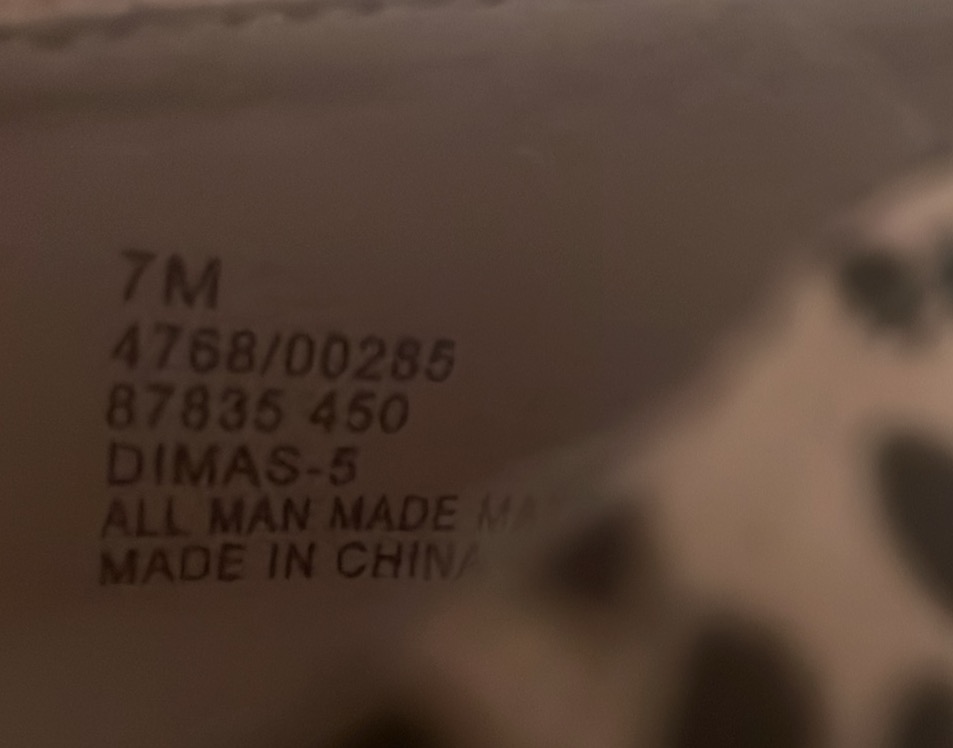 7M
4768/00285
87835 450
DIMAS-5
ALL MAN MADE
MADE IN CHINA